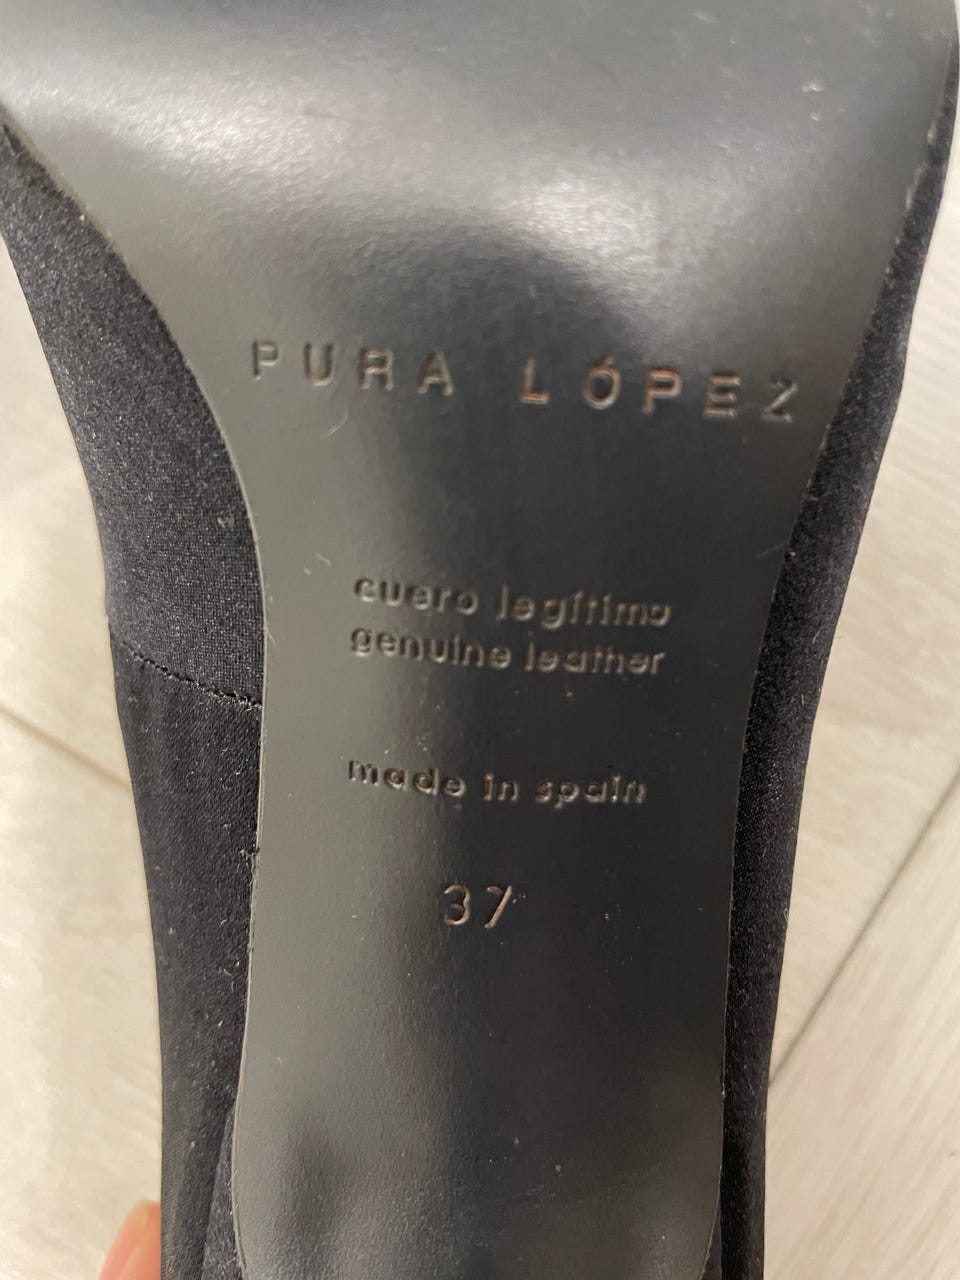 PURA LÓPEZ
cuero legítimo
genuine leather
made in spain
37